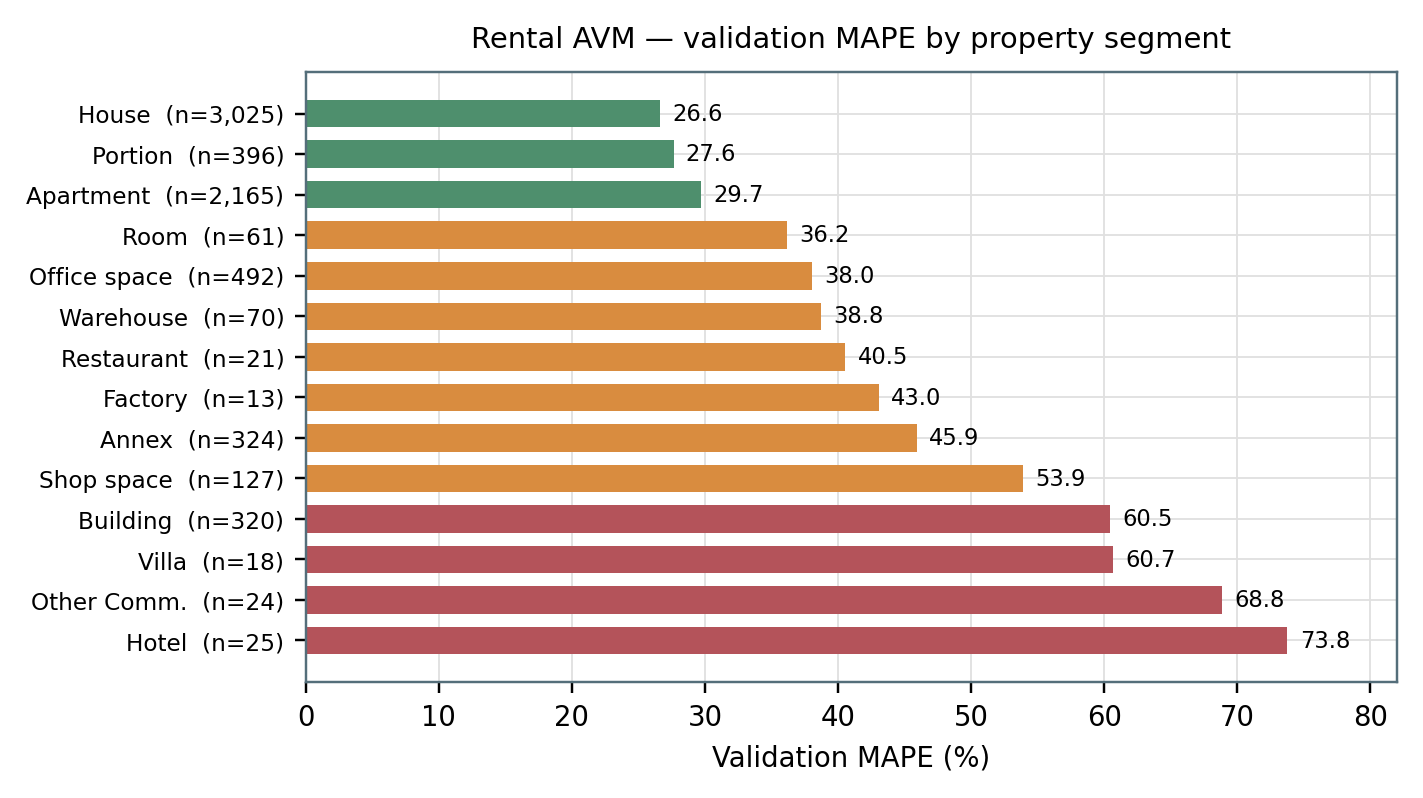 Rental AVM — validation MAPE by property segment
House (n=3,025) 26.6
Portion (n=396) 27.6
Apartment (n=2,165) 29.7
Room (n=61) 36.2
Office space (n=492) 38.0
Warehouse (n=70) 38.8
Restaurant (n=21) 40.5
Factory (n=13) 43.0
Annex (n=324) 45.9
Shop space (n=127) 53.9
Building (n=320) 60.5
Villa (n=18) 60.7
Other Comm. (n=24) 68.8
Hotel (n=25) 73.8
0 10 20 30 40 50 60 70 80
Validation MAPE (%)